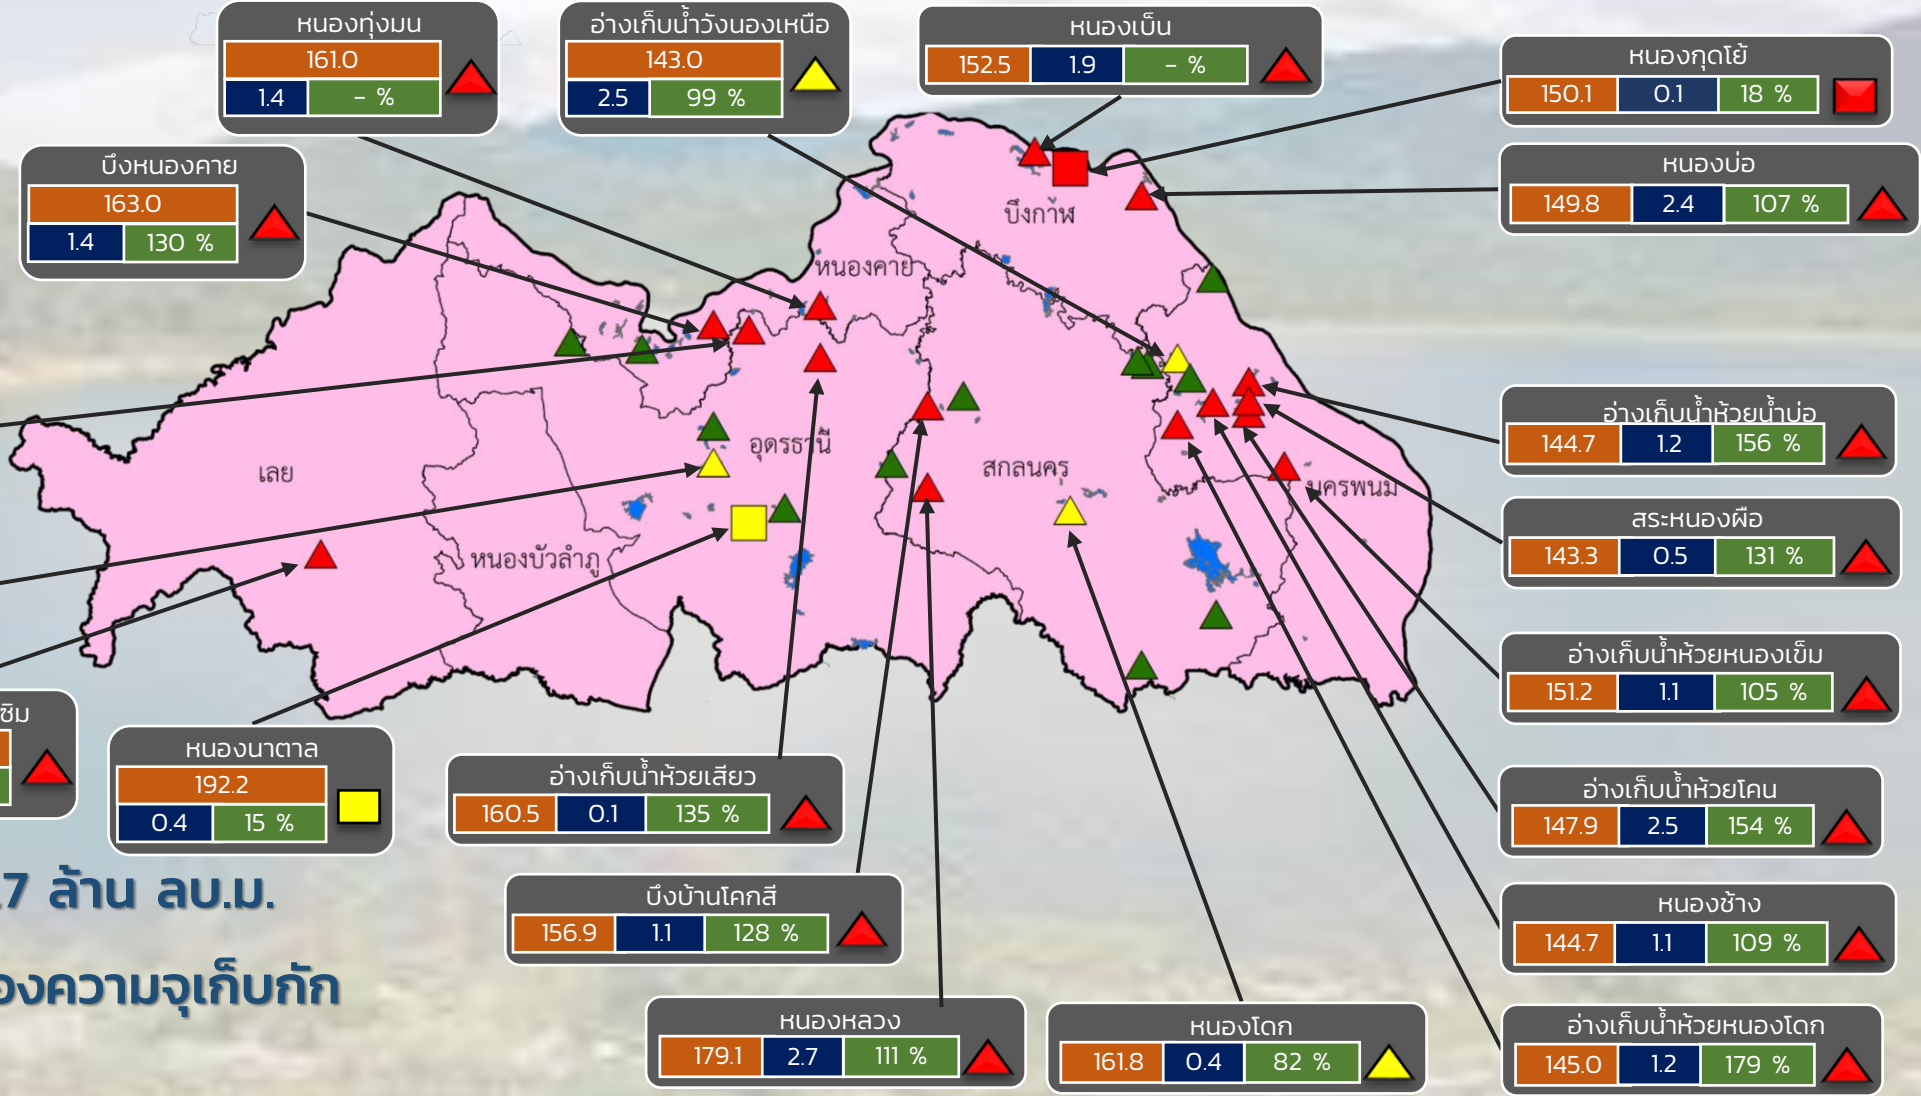 หนองทุ่งมน
161.0
1.4 - %
อ่างเก็บน้ำวังนองเหนือ
143.0
2.5 99 %
หนองเบ็น
152.5 1.9 - %
หนองกุดโย้
150.1 0.1 18 %
บึงหนองคาย
163.0
1.4 130 %
หนองบ่อ
149.8 2.4 107 %
บึงกาฬ
หนองคาย
อุดรธานี
สกลนคร
นครพนม
เลย
หนองบัวลำภู
อ่างเก็บน้ำห้วยน้ำบ่อ
144.7 1.2 156 %
สระหนองผือ
143.3 0.5 131 %
อ่างเก็บน้ำห้วยหนองเข็ม
151.2 1.1 105 %
ซิม
หนองนาตาล
192.2
0.4 15 %
อ่างเก็บน้ำห้วยเสียว
160.5 0.1 135 %
อ่างเก็บน้ำห้วยโคน
147.9 2.5 154 %
.7 ล้าน ลบ.ม.
บึงบ้านโคกสี
156.9 1.1 128 %
หนองช้าง
144.7 1.1 109 %
องความจุเก็บกัก
หนองหลวง
179.1 2.7 111 %
หนองโดก
161.8 0.4 82 %
อ่างเก็บน้ำห้วยหนองโดก
145.0 1.2 179 %